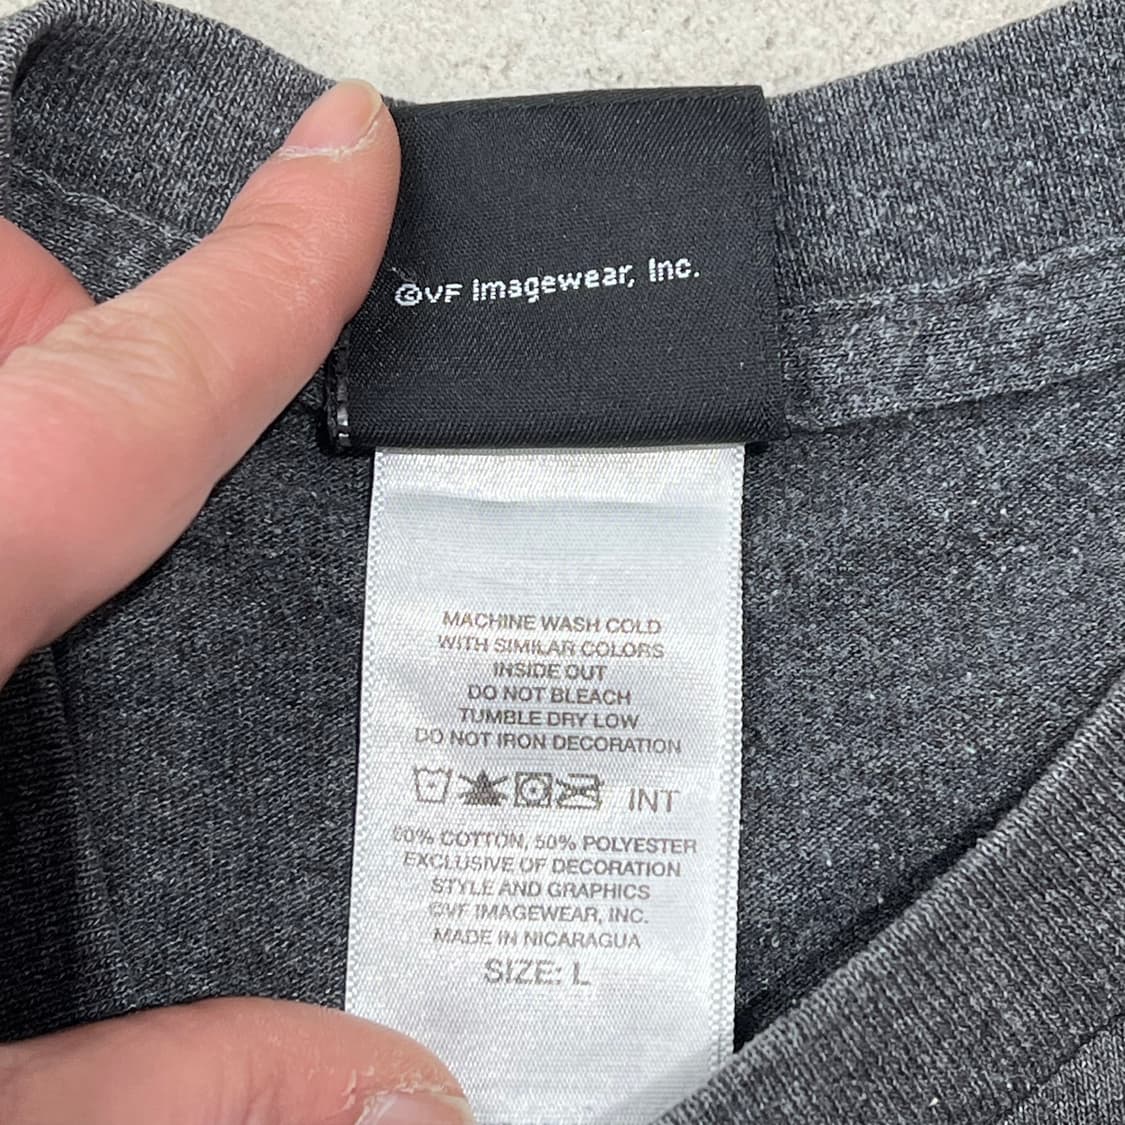 ©VF Imagewear, Inc.
MACHINE WASH COLD
WITH SIMILAR COLORS
INSIDE OUT
DO NOT BLEACH
TUMBLE DRY LOW
DO NOT IRON DECORATION
INT
50% COTTON, 50% POLYESTER
EXCLUSIVE OF DECORATION
STYLE AND GRAPHICS
©VF IMAGEWEAR, INC.
MADE IN NICARAGUA
SIZE: L